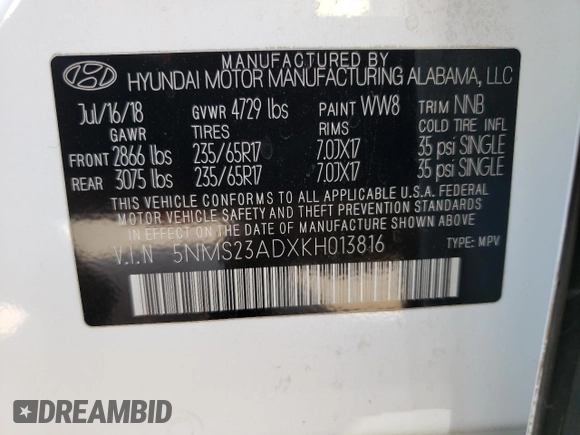 MANUFACTURED BY
HYUNDAI MOTOR MANUFACTURING ALABAMA, LLC
Jul/16/18 GVWR 4729 lbs PAINT WW8 TRIM NNB
GAWR TIRES RIMS COLD TIRE INFL
FRONT 2866 lbs 235/65R17 7.0JX17 35 psi SINGLE
REAR 3075 lbs 235/65R17 7.0JX17 35 psi SINGLE
THIS VEHICLE CONFORMS TO ALL APPLICABLE U.S.A. FEDERAL
MOTOR VEHICLE SAFETY AND THEFT PREVENTION STANDARDS
IN EFFECT ON THE DATE OF MANUFACTURE SHOWN ABOVE.
V.I.N 5NMS23ADXKH013816 TYPE: MPV
DREAMBID